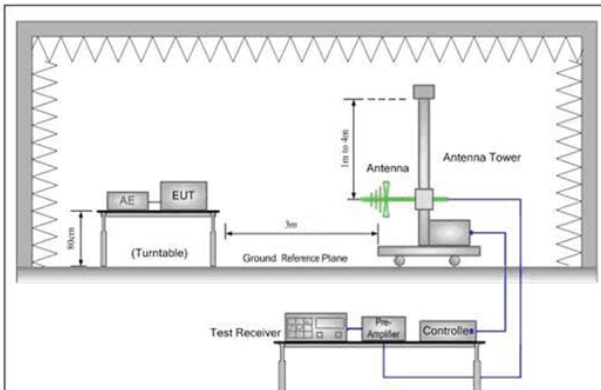 1m to 4m
Antenna
Antenna Tower
AE
EUT
80cm
(Turntable)
3m
Ground Reference Plane
Test Receiver
Pre-
Amplifier
Controller